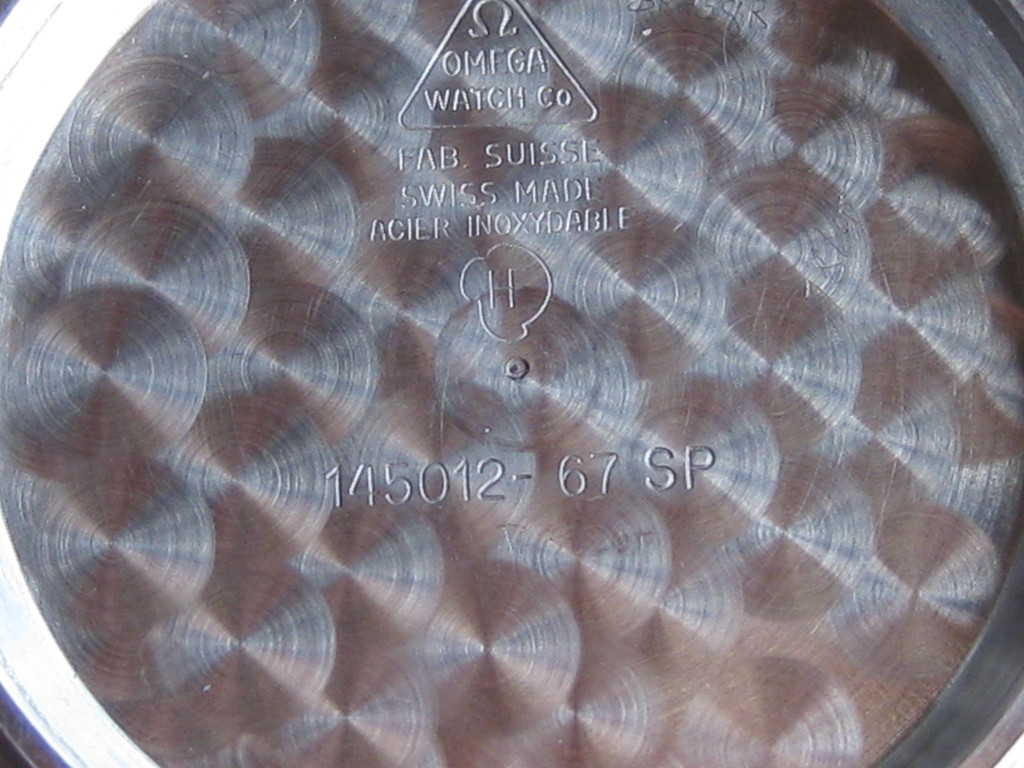 Ω
OMEGA
WATCH Co
FAB. SUISSE
SWISS MADE
ACIER INOXYDABLE
H
145012-67 SP